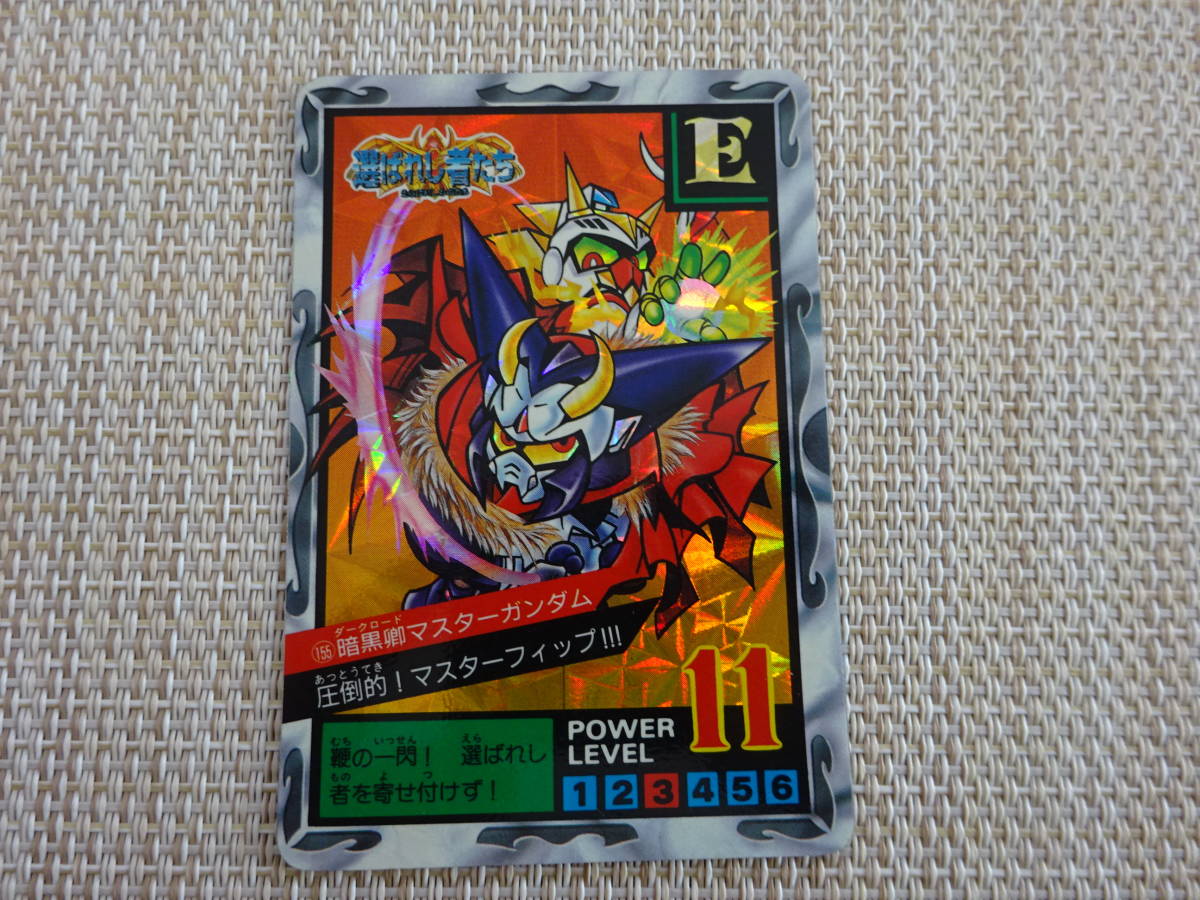 選ばれし者たち
E
ダークロード
155 暗黒卿マスターガンダム
あっとうてき
圧倒的!マスターフィップ!!!
11
POWER
LEVEL
むち いっせん えら
鞭の一閃! 選ばれし
もの よ つ
者を寄せ付けず!
1 2 3 4 5 6